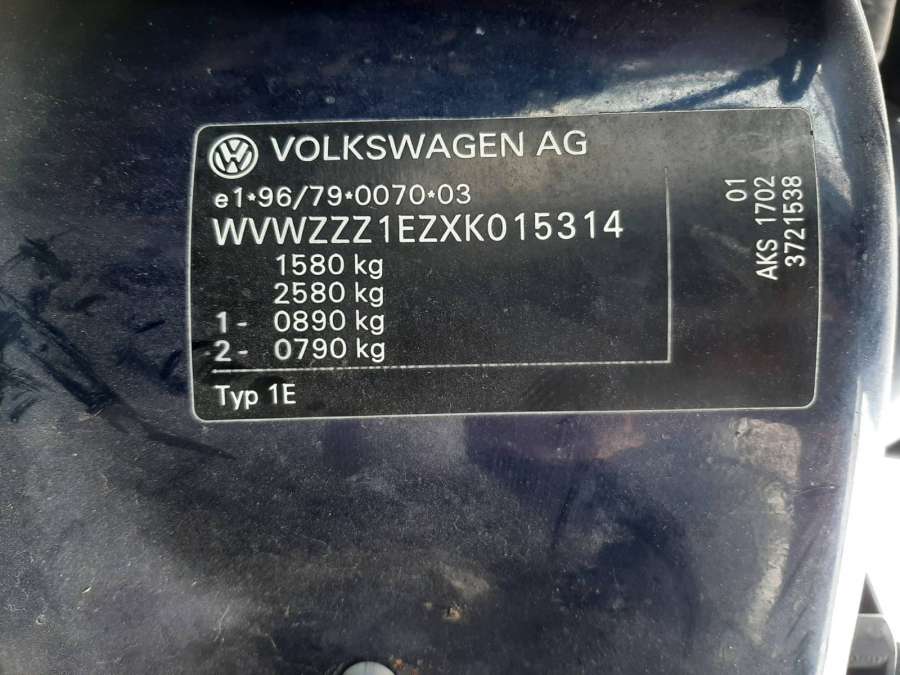 VOLKSWAGEN AG
e1*96/79*0070*03
WVWZZZ1EZXK015314
1580 kg
2580 kg
1- 0890 kg
2- 0790 kg
Typ 1E
01
AKS 1702
3721538